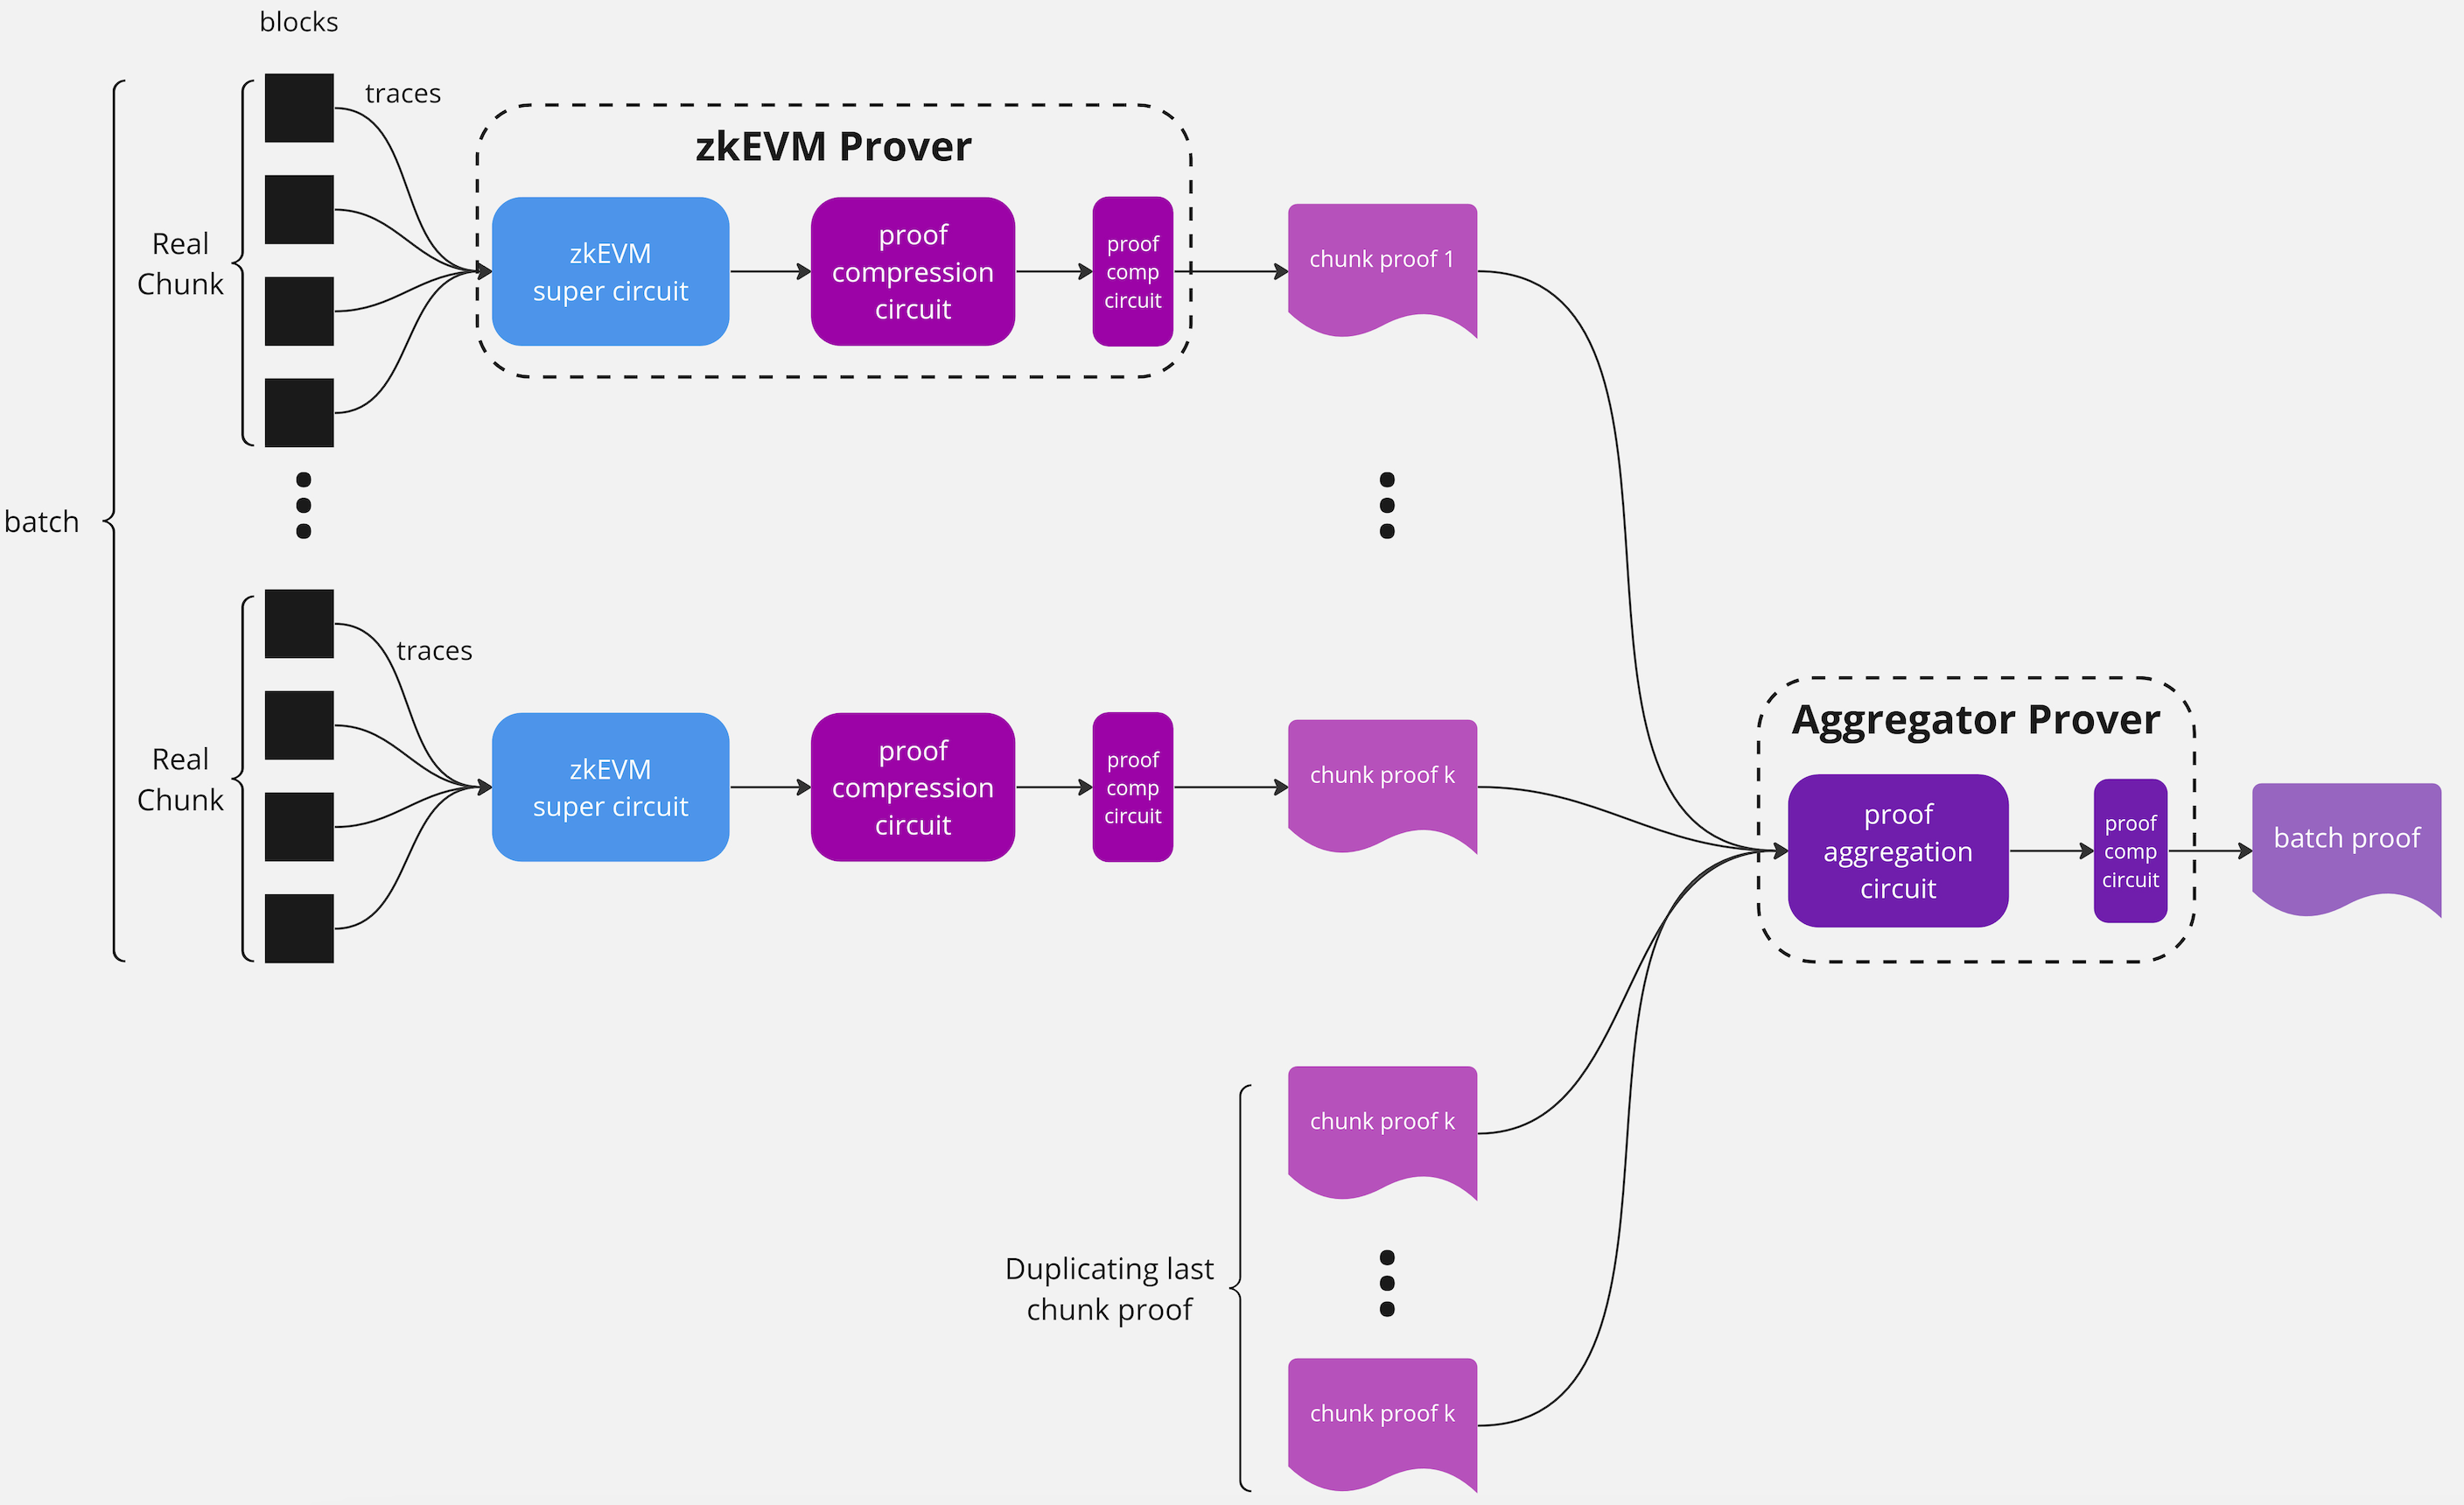 blocks
traces
zkEVM Prover
Real
Chunk
zkEVM
super circuit
proof
compression
circuit
proof
comp
circuit
chunk proof 1
batch
traces
Real
Chunk
zkEVM
super circuit
proof
compression
circuit
proof
comp
circuit
chunk proof k
Aggregator Prover
proof
aggregation
circuit
proof
comp
circuit
batch proof
chunk proof k
Duplicating last
chunk proof
chunk proof k